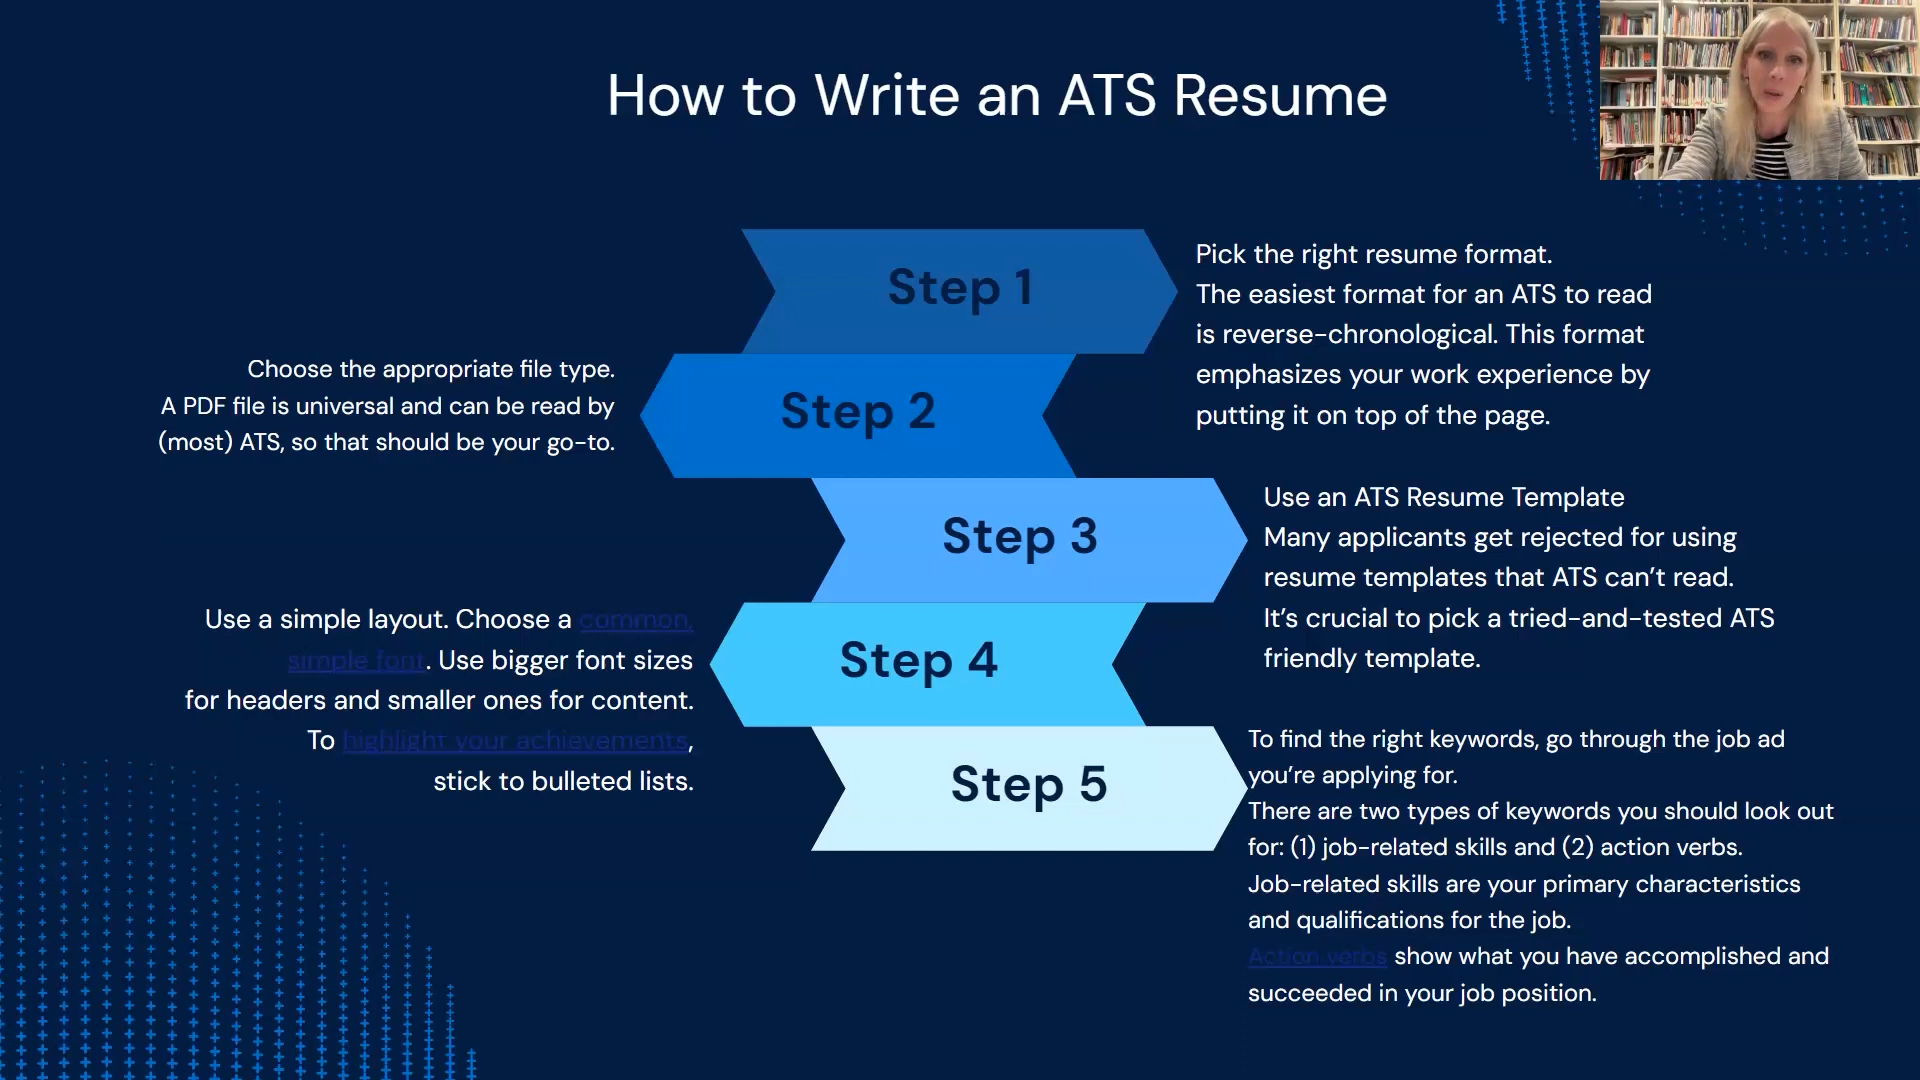 How to Write an ATS Resume
Step 1
Pick the right resume format.
The easiest format for an ATS to read
is reverse-chronological. This format
emphasizes your work experience by
putting it on top of the page.
Step 2
Choose the appropriate file type.
A PDF file is universal and can be read by
(most) ATS, so that should be your go-to.
Step 3
Use an ATS Resume Template
Many applicants get rejected for using
resume templates that ATS can’t read.
It’s crucial to pick a tried-and-tested ATS
friendly template.
Step 4
Use a simple layout. Choose a common,
simple font. Use bigger font sizes
for headers and smaller ones for content.
To highlight your achievements,
stick to bulleted lists.
Step 5
To find the right keywords, go through the job ad
you’re applying for.
There are two types of keywords you should look out
for: (1) job-related skills and (2) action verbs.
Job-related skills are your primary characteristics
and qualifications for the job.
Action verbs show what you have accomplished and
succeeded in your job position.